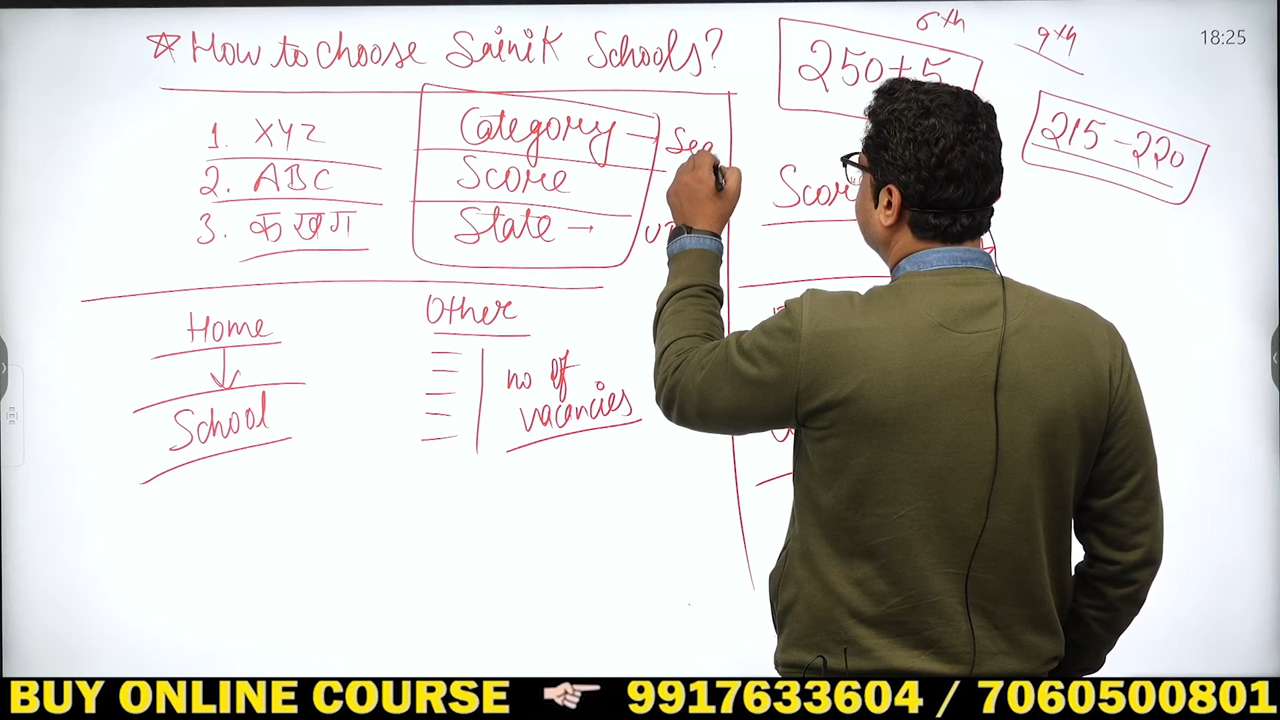 ☆ How to choose Sainik Schools?
6th
9th
18:25
250+5
215-220
1. XYZ
2. ABC
3. क ख ग
Category →
Score
State →
Score
Home
↓
School
Other
no of
vacancies
BUY ONLINE COURSE 👉 9917633604 / 7060500801